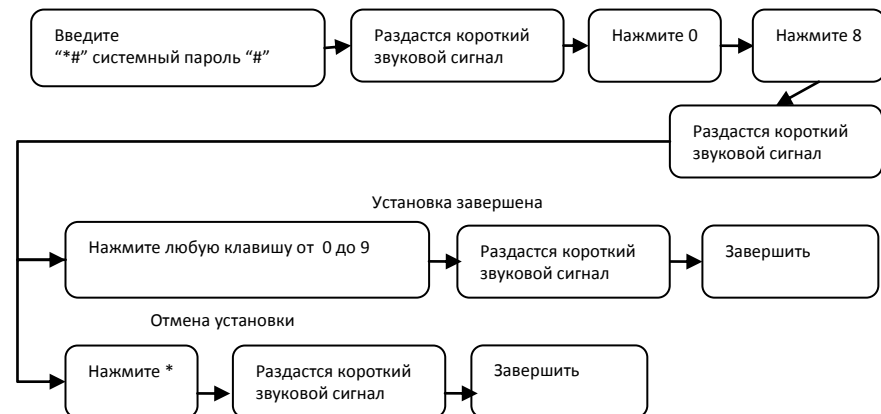 Введите
“*#” системный пароль “#”
Раздастся короткий
звуковой сигнал
Нажмите 0
Нажмите 8
Раздастся короткий
звуковой сигнал
Установка завершена
Нажмите любую клавишу от  0 до 9
Раздастся короткий
звуковой сигнал
Завершить
Отмена установки
Нажмите *
Раздастся короткий
звуковой сигнал
Завершить